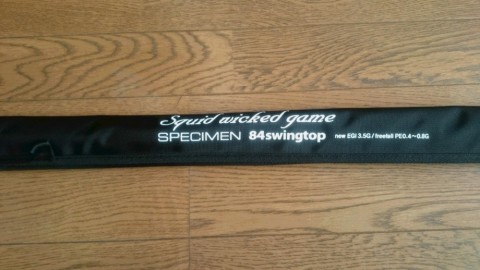 Squid wicked game
SPECIMEN 84swingtop new EGI 3.5G / freefall PE0.4～0.8G